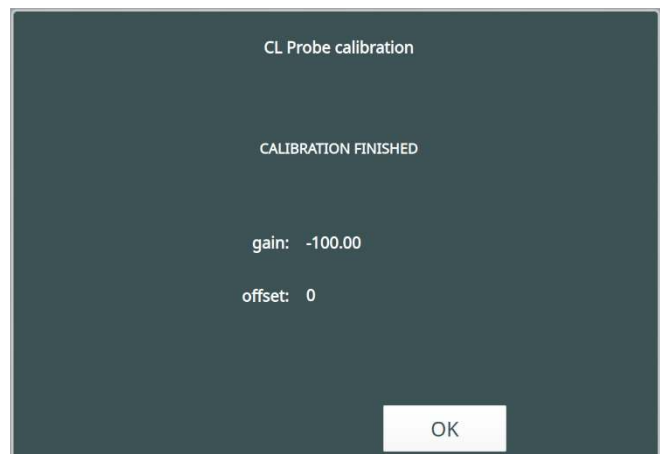 CL Probe calibration
CALIBRATION FINISHED
gain: -100.00
offset: 0
OK